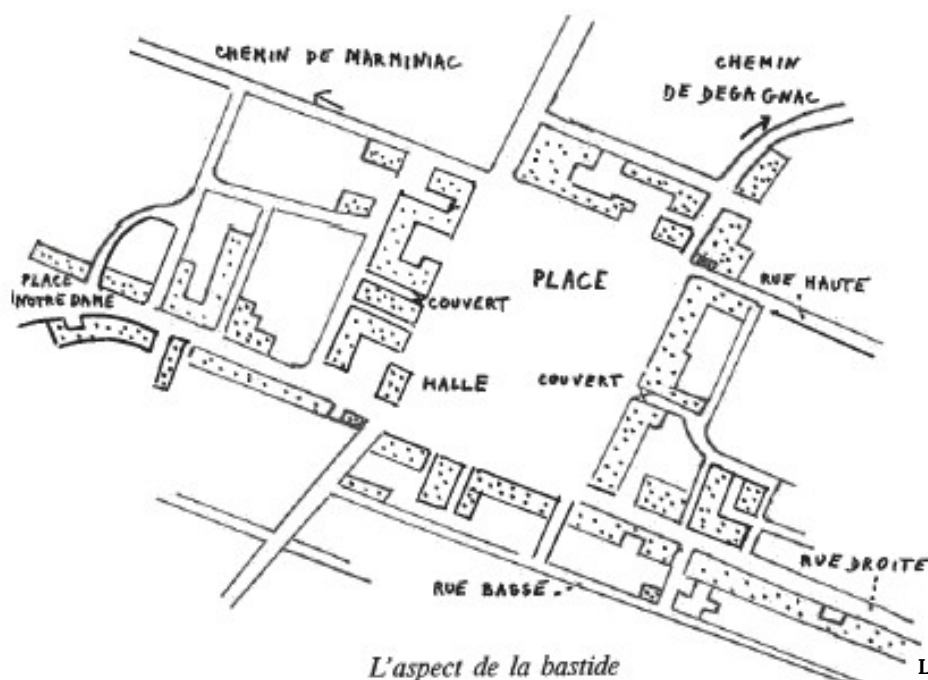 CHEMIN DE MARMINIAC
CHEMIN
DE DEGAGNAC
PLACE
NOTRE DAME
PLACE
RUE HAUTE
COUVERT
HALLE
COUVERT
RUE DROITE
RUE BASSE
L'aspect de la bastide
L